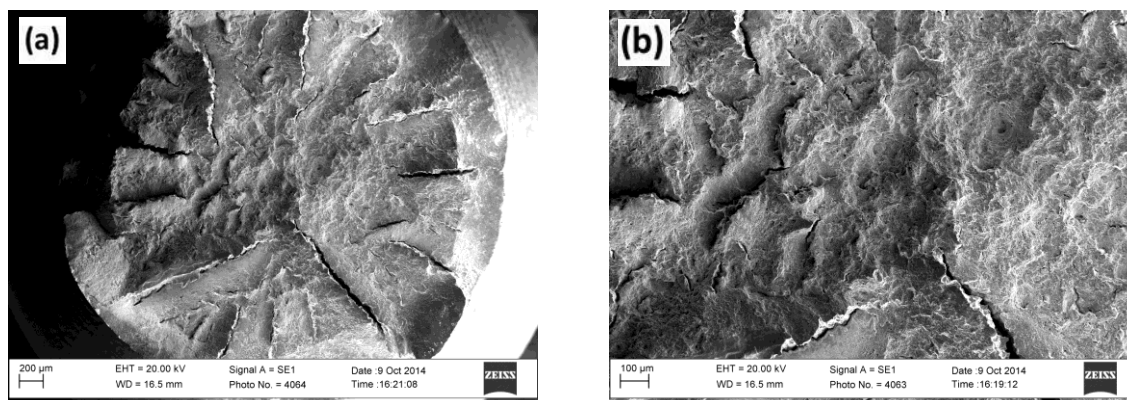 (a)
200 µm
EHT = 20.00 kV
WD = 16.5 mm
Signal A = SE1
Photo No. = 4064
Date :9 Oct 2014
Time :16:21:08
ZEISS
(b)
100 µm
EHT = 20.00 kV
WD = 16.5 mm
Signal A = SE1
Photo No. = 4063
Date :9 Oct 2014
Time :16:19:12
ZEISS